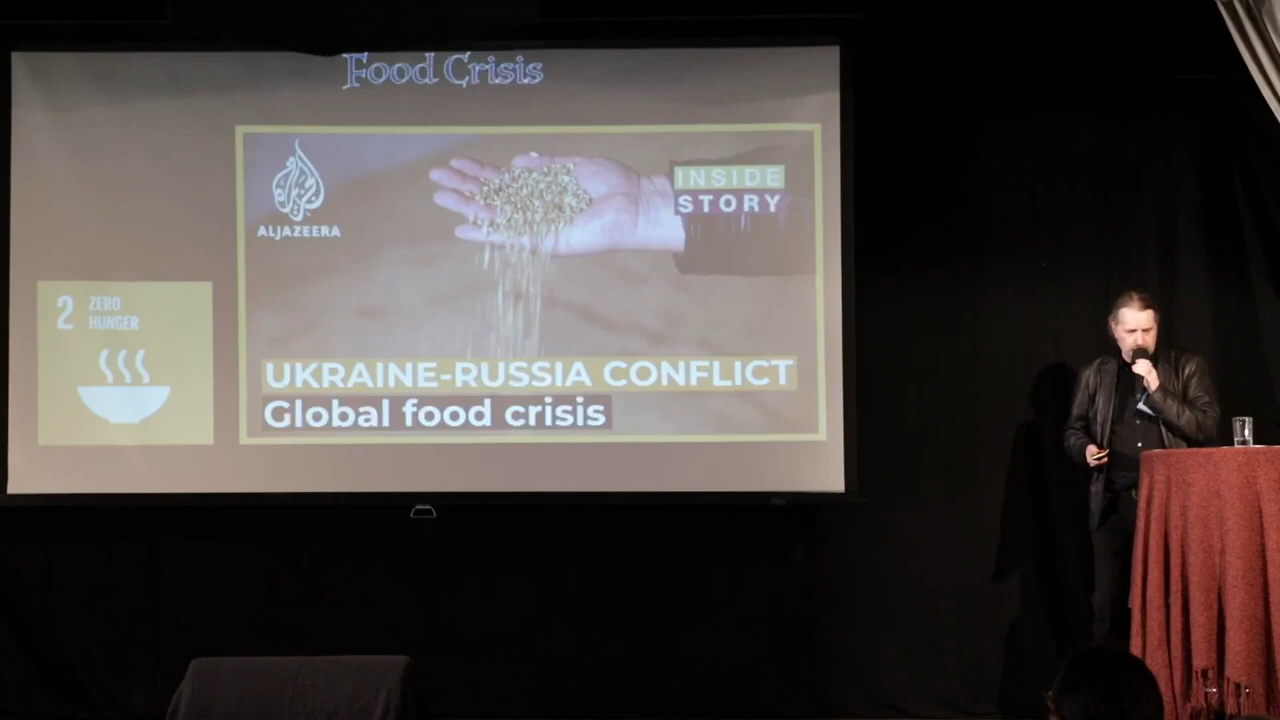 Food Crisis
ALJAZEERA
INSIDE
STORY
2 ZERO
HUNGER
UKRAINE-RUSSIA CONFLICT
Global food crisis